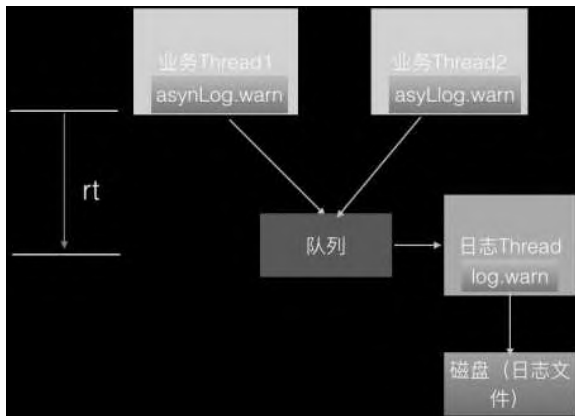 业务Thread1
业务Thread2
asynLog.warn
asyLlog.warn
rt
队列
日志Thread
log.warn
磁盘（日志文
件）